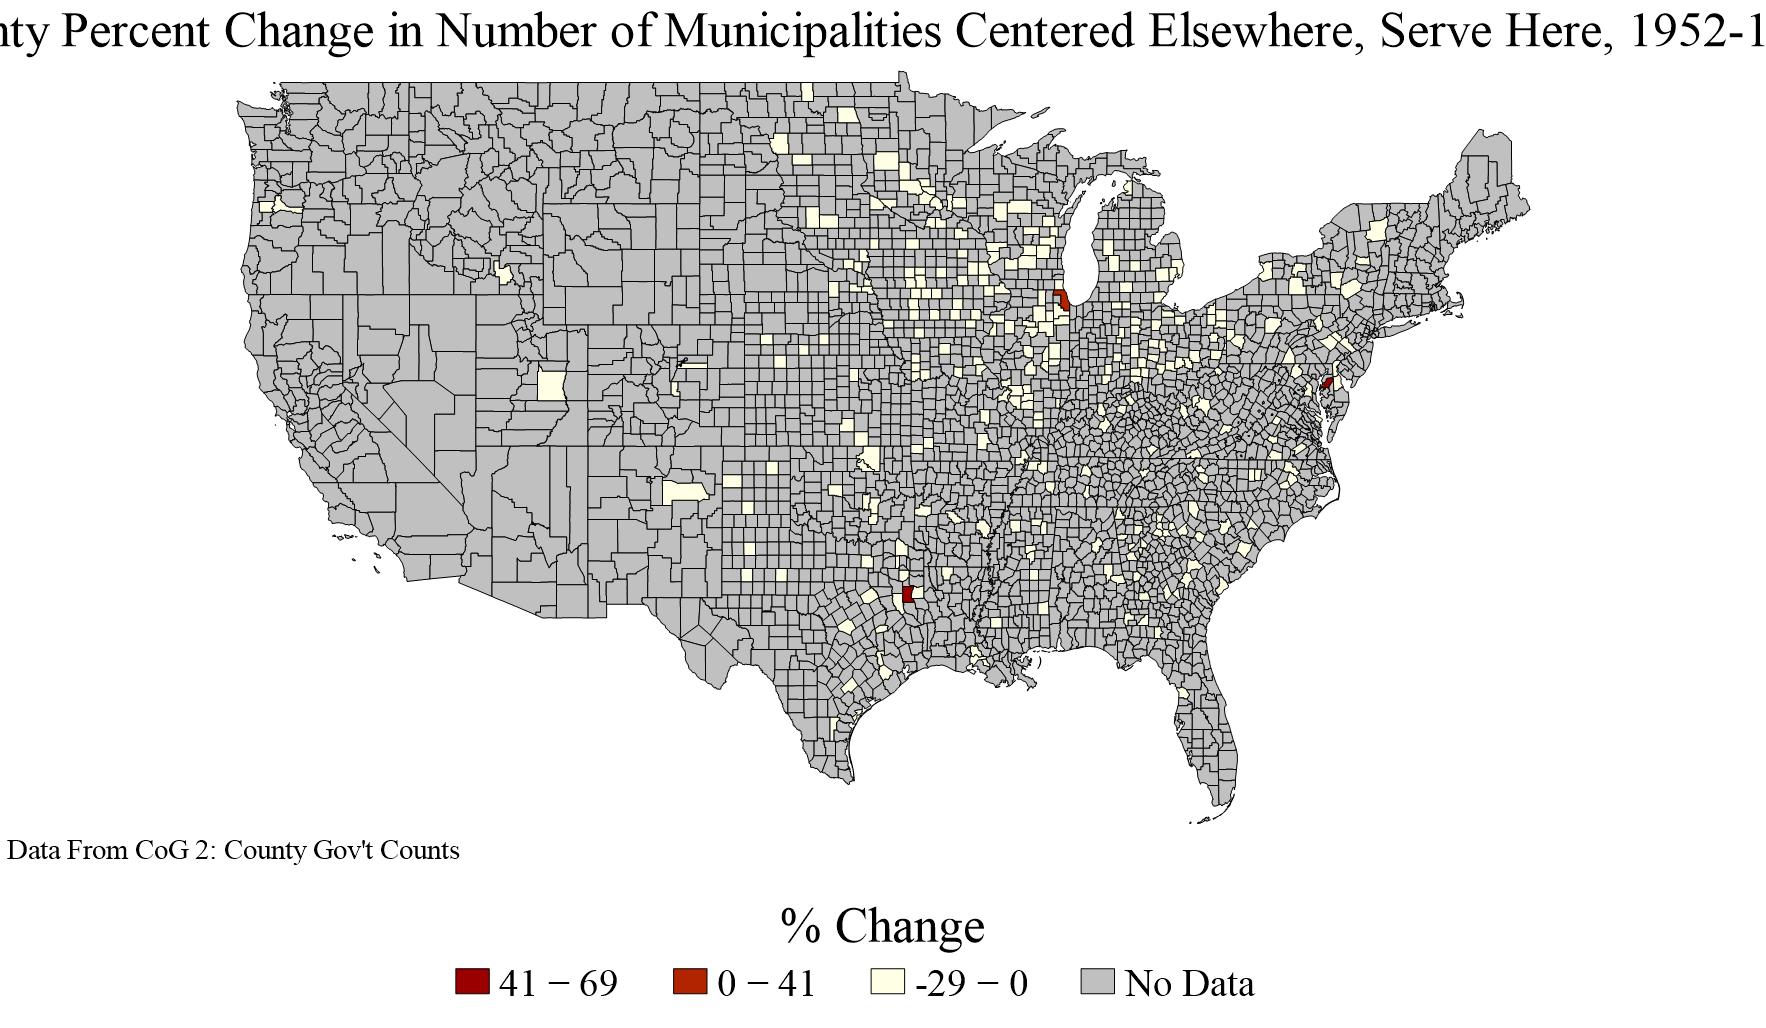 nty Percent Change in Number of Municipalities Centered Elsewhere, Serve Here, 1952-1
Data From CoG 2: County Gov't Counts
% Change
41 – 69 0 – 41 -29 – 0 No Data